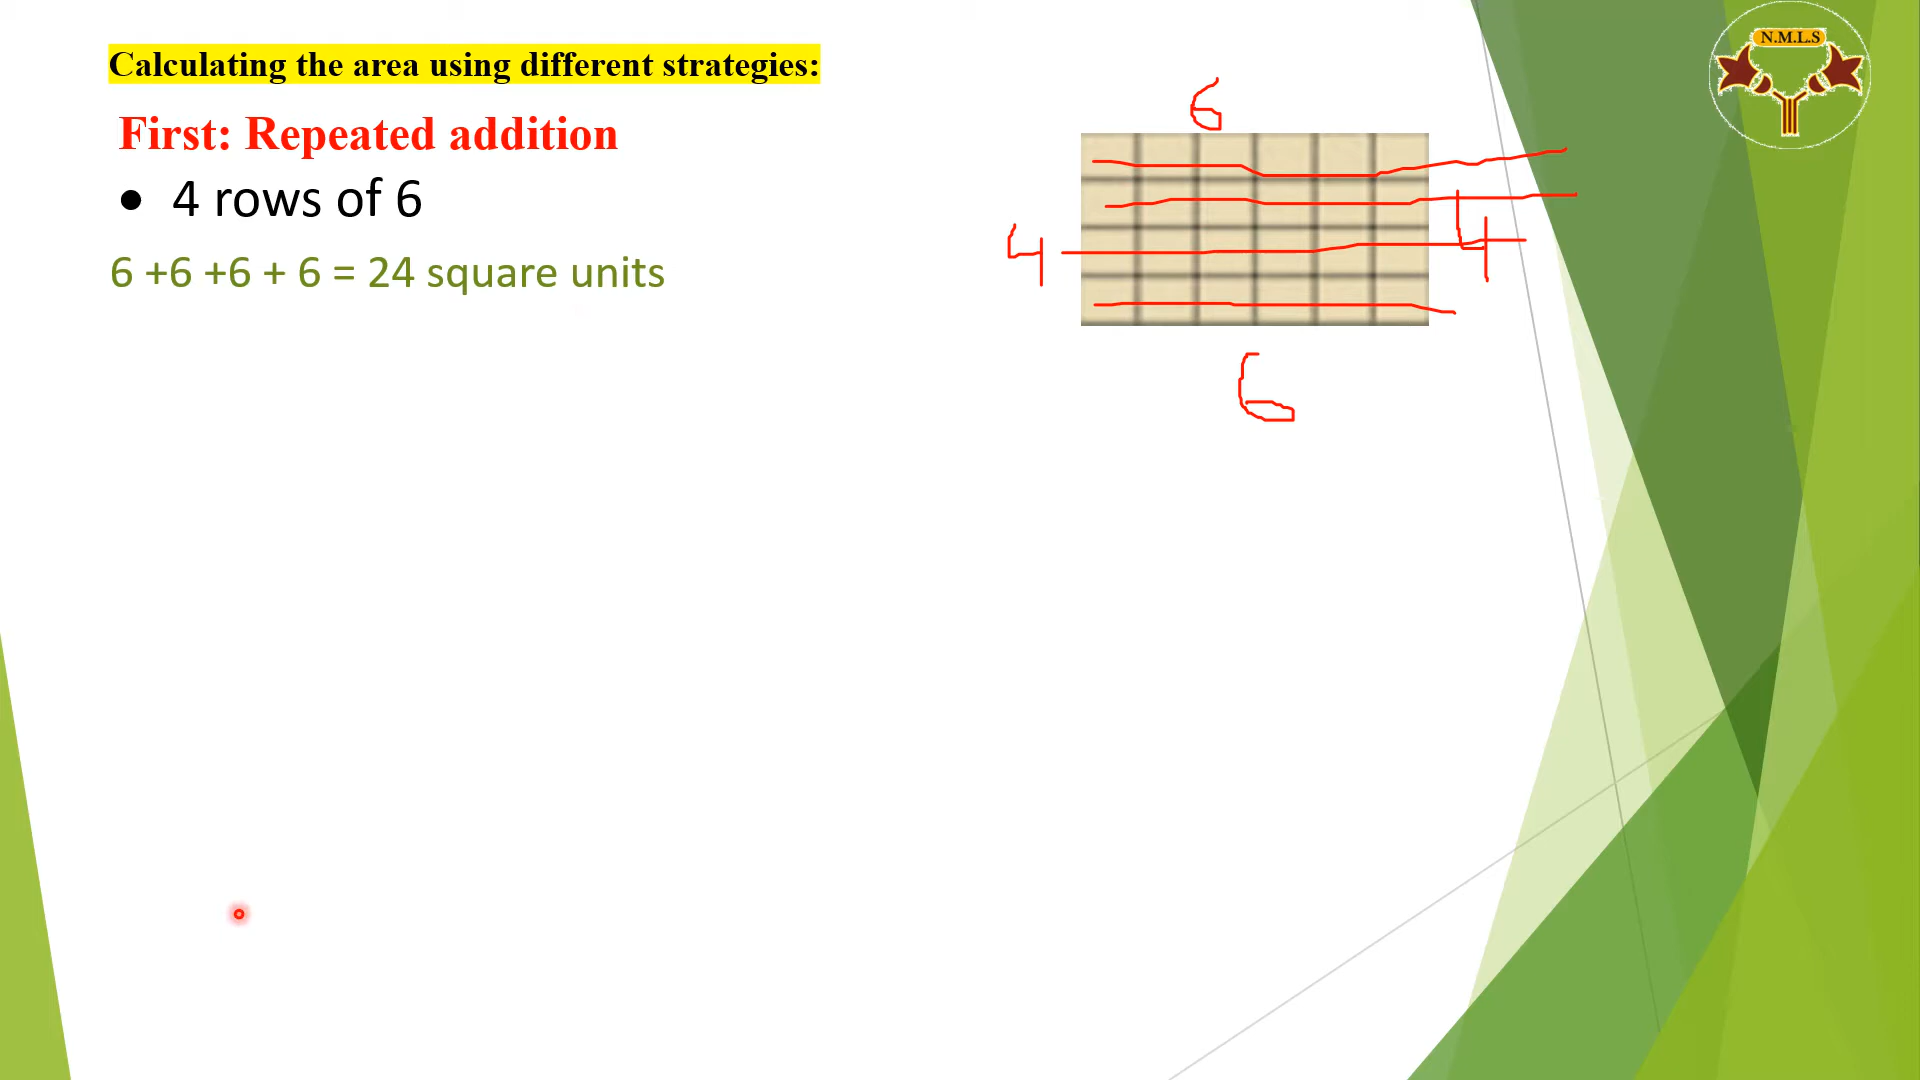 Calculating the area using different strategies:
First: Repeated addition
● 4 rows of 6
6 +6 +6 + 6 = 24 square units
6
4
4
6
N.M.L.S